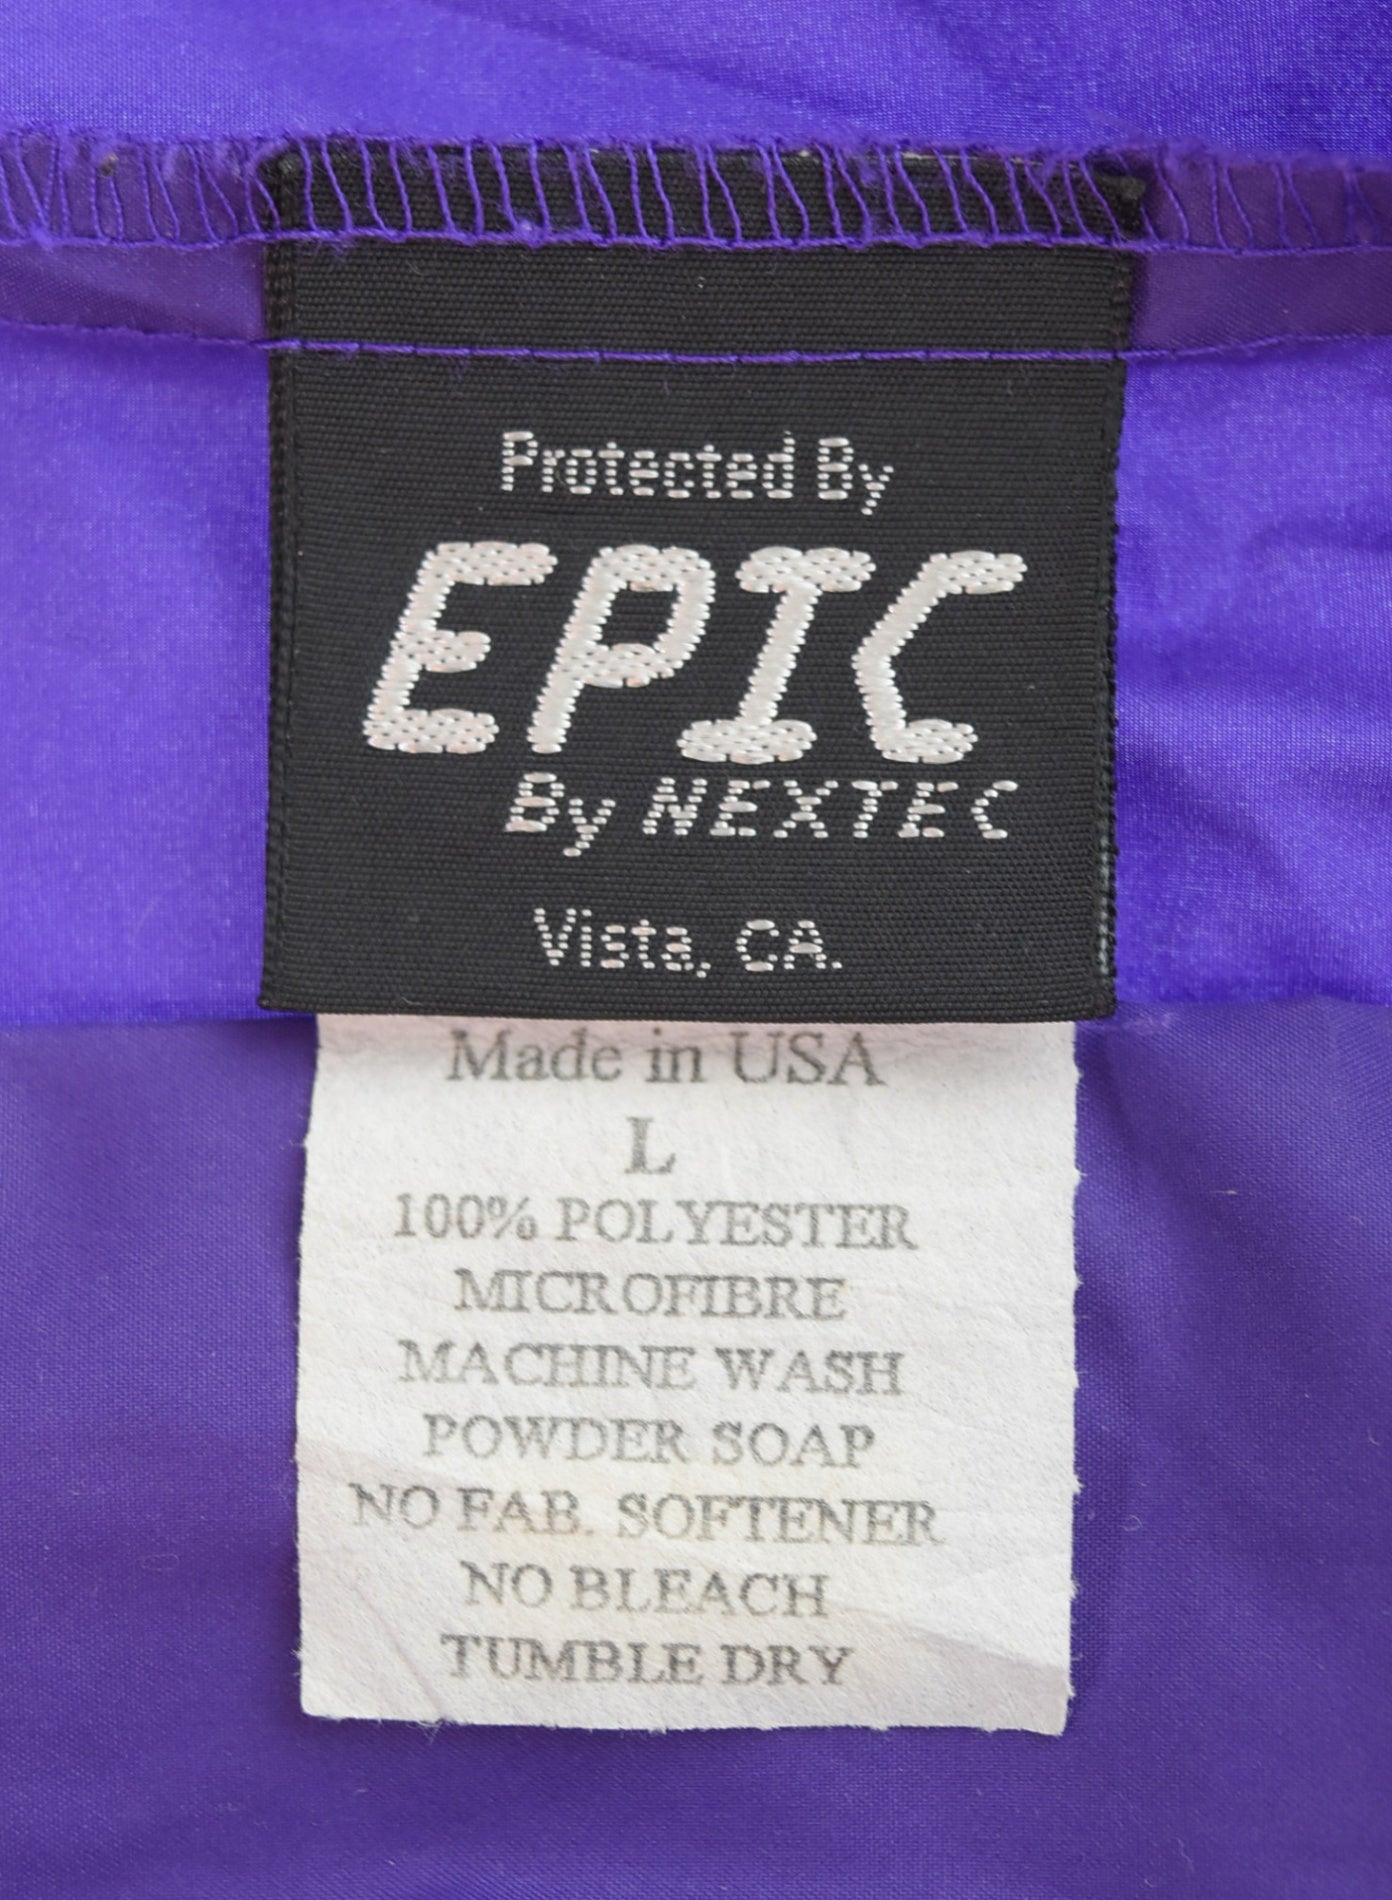 Protected By
EPIC
By NEXTEC
Vista, CA.
Made in USA
L
100% POLYESTER
MICROFIBRE
MACHINE WASH
POWDER SOAP
NO FAB. SOFTENER
NO BLEACH
TUMBLE DRY